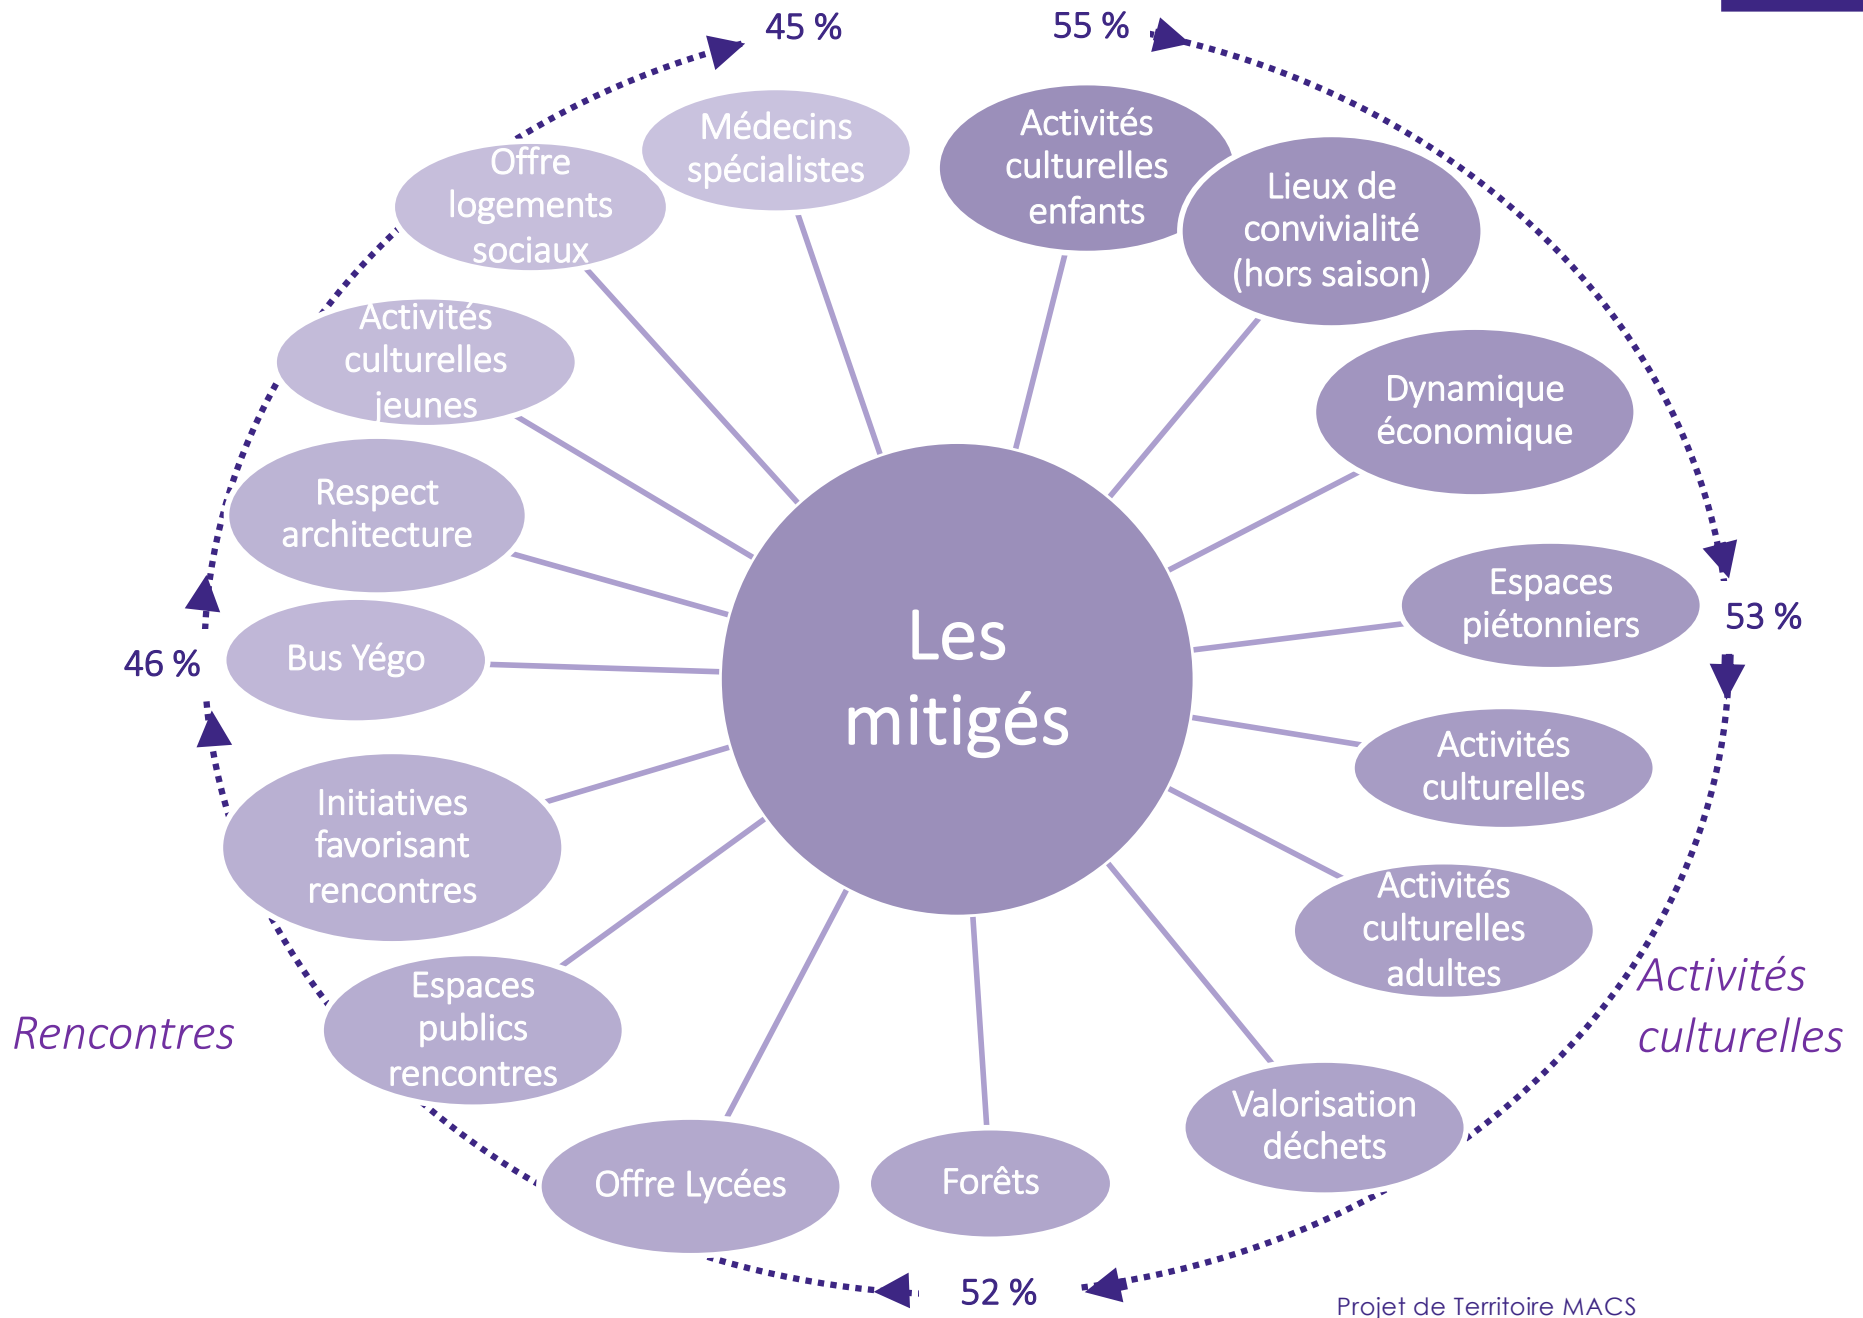 45 %
55 %
Médecins
spécialistes
Activités
culturelles
enfants
Lieux de
convivialité
(hors saison)
Dynamique
économique
Espaces
piétonniers
53 %
Activités
culturelles
Activités
culturelles
adultes
Activités
culturelles
Valorisation
déchets
Forêts
52 %
Offre Lycées
Espaces
publics
rencontres
Rencontres
Initiatives
favorisant
rencontres
Bus Yégo
46 %
Respect
architecture
Activités
culturelles
jeunes
Offre
logements
sociaux
Les
mitigés
Projet de Territoire MACS